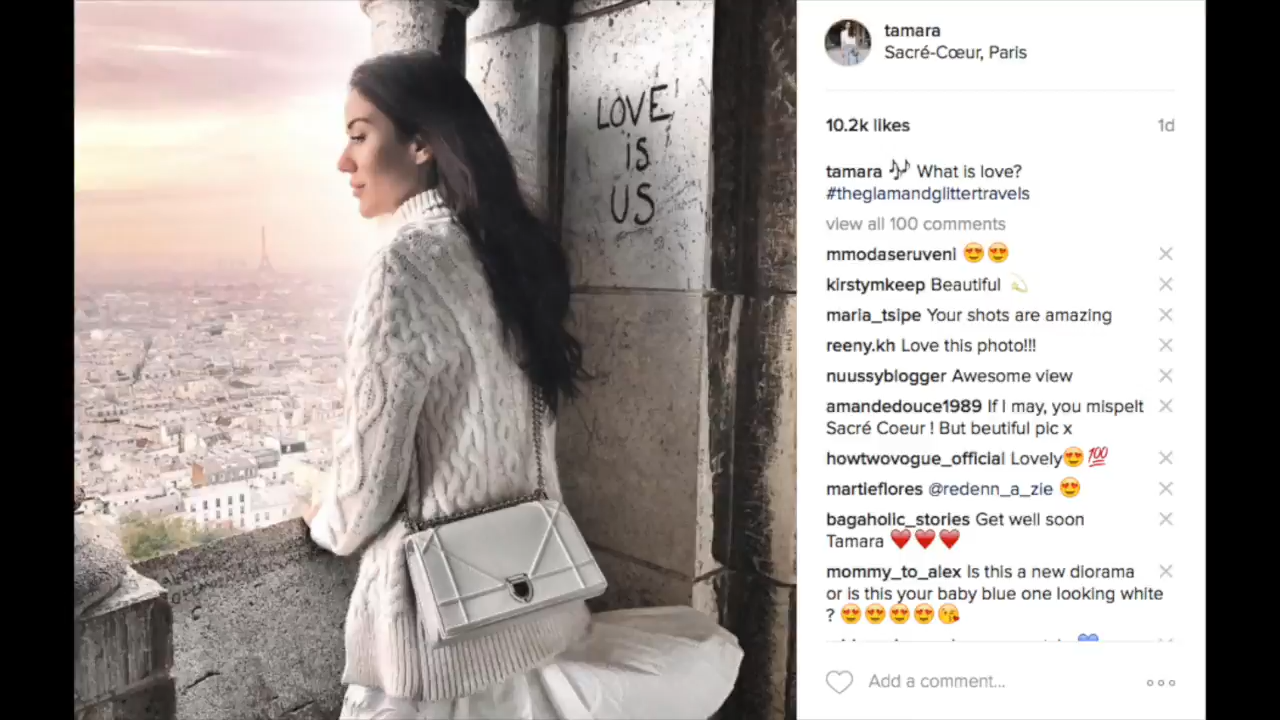 LOVE
is
US
tamara
Sacré-Cœur, Paris
10.2k likes
1d
tamara 🎶 What is love?
#theglamandglittertravels
view all 100 comments
mmodaseruveni 😍😍
kirstymkeep Beautiful 💫
maria_tsipe Your shots are amazing
reeny.kh Love this photo!!!
nuussyblogger Awesome view
amandedouce1989 If I may, you mispelt
Sacré Coeur ! But beutiful pic x
howtwovogue_official Lovely😍 💯
martieflores @redenn_a_zie 😍
bagaholic_stories Get well soon
Tamara ❤️❤️❤️
mommy_to_alex Is this a new diorama
or is this your baby blue one looking white
? 😍😍😍😍😘
Add a comment...